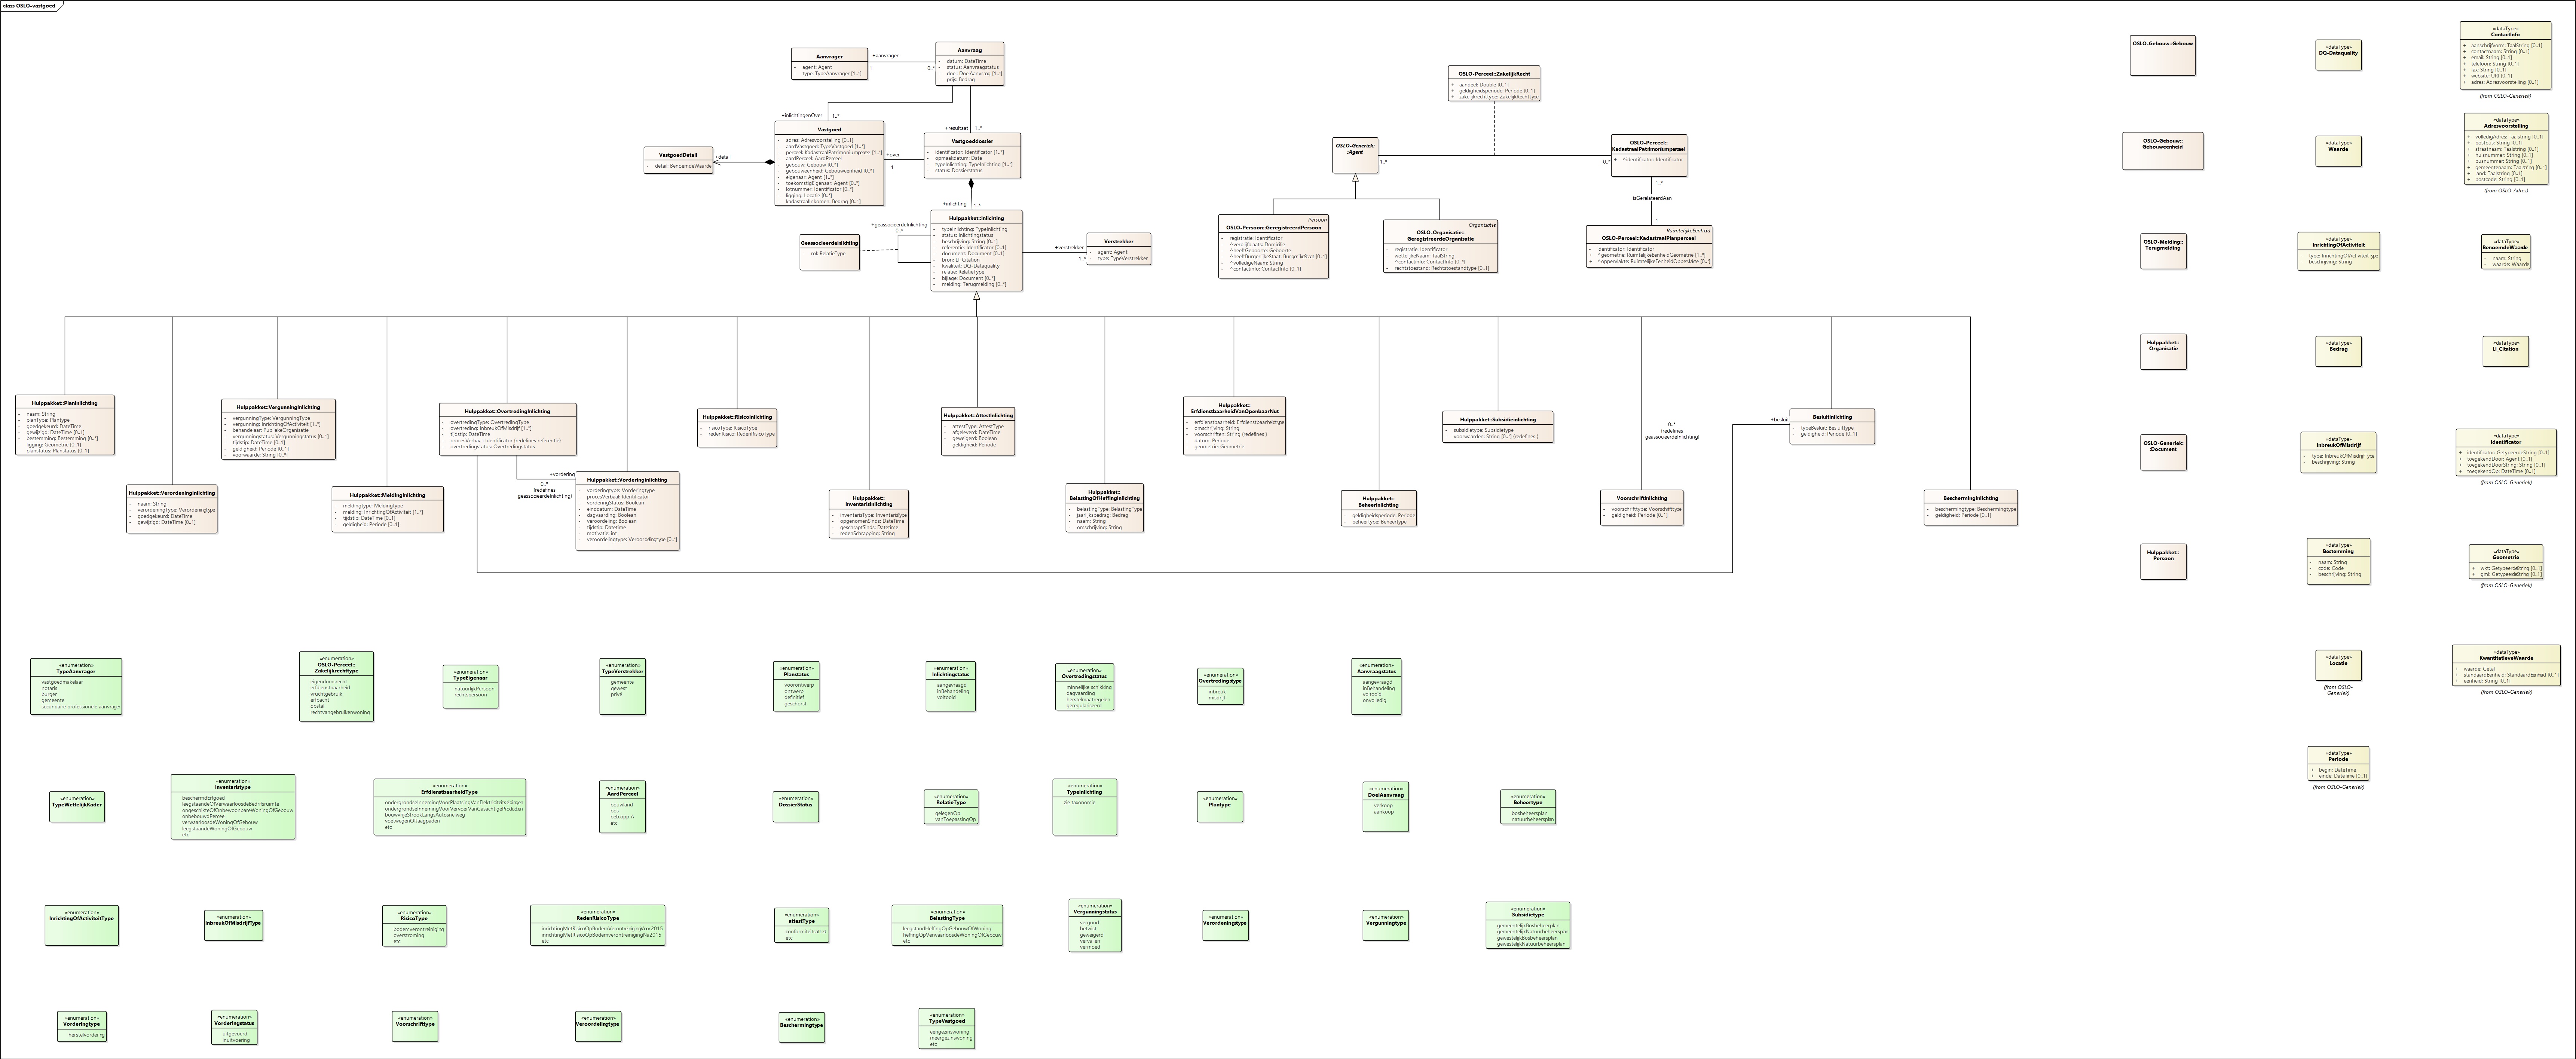 class OSLO-vastgoed
Aanvrager
- agent: Agent
- type: TypeAanvrager [1..*]
+aanvrager
1
0..*
Aanvraag
- datum: DateTime
- status: Aanvraagstatus
- doel: DoelAanvraag [1..*]
- prijs: Bedrag
+inlichtingenOver
1..*
+resultaat
1..*
VastgoedDetail
- detail: BenoemdeWaarde
+detail
Vastgoed
- adres: Adresvoorstelling [0..1]
- aardVastgoed: TypeVastgoed [1..*]
- perceel: KadastraalPatrimoniumperceel [1..*]
- aardPerceel: AardPerceel
- gebouw: Gebouw [0..*]
- gebouweenheid: Gebouweenheid [0..*]
- eigenaar: Agent [1..*]
- toekomstigEigenaar: Agent [0..*]
- lotnummer: Identificator [0..*]
- ligging: Locatie [0..*]
- kadastraalInkomen: Bedrag [0..1]
+over
1
Vastgoeddossier
- identificator: Identificator [1..*]
- opmaakdatum: Date
- typeInlichting: TypeInlichting [1..*]
- status: Dossierstatus
+inlichting
1..*
GeassocieerdeInlichting
- rol: RelatieType
+geassocieerdeInlichting
0..*
Hulppakket::Inlichting
- typeInlichting: TypeInlichting
- status: Inlichtingstatus
- beschrijving: String [0..1]
- referentie: Identificator [0..1]
- document: Document [0..1]
- bron: LI_Citation
- kwaliteit: DQ-Dataquality
- relatie: RelatieType
- bijlage: Document [0..*]
- melding: Terugmelding [0..*]
+verstrekker
1..*
Verstrekker
- agent: Agent
- type: TypeVerstrekker
OSLO-Perceel::ZakelijkRecht
+ aandeel: Double [0..1]
+ geldigheidsperiode: Periode [0..1]
+ zakelijkrechttype: ZakelijkRechttype
OSLO-Generiek:
:Agent
1..*
0..*
OSLO-Perceel::
KadastraalPatrimoniumperceel
+ ^identificator: Identificator
1..*
isGerelateerdAan
1
Persoon
OSLO-Persoon::GeregistreerdPersoon
- registratie: Identificator
- ^verblijfplaats: Domicilie
- ^heeftGeboorte: Geboorte
- ^heeftBurgerlijkeStaat: BurgerlijkeStaat [0..1]
- ^volledigeNaam: String
- ^contactinfo: ContactInfo [0..1]
Organisatie
OSLO-Organisatie::
GeregistreerdeOrganisatie
- registratie: Identificator
- wettelijkeNaam: TaalString
- ^contactinfo: ContactInfo [0..*]
- rechtstoestand: Rechtstoestandtype [0..1]
RuimtelijkeEenheid
OSLO-Perceel::KadastraalPlanperceel
- identificator: Identificator
+ ^geometrie: RuimtelijkeEenheidGeometrie [1..*]
+ ^oppervlakte: RuimtelijkeEenheidOppervlakte [0..*]
Hulppakket::PlanInlichting
- naam: String
- planType: Plantype
- goedgekeurd: DateTime
- gewijzigd: DateTime [0..1]
- bestemming: Bestemming [0..*]
- ligging: Geometrie [0..1]
- planstatus: Planstatus [0..1]
Hulppakket::VerordeningInlichting
- naam: String
- verordeningType: Verordeningtype
- goedgekeurd: DateTime
- gewijzigd: DateTime [0..1]
Hulppakket::VergunningInlichting
- vergunningType: VergunningType
- vergunning: InrichtingOfActiviteit [1..*]
- behandelaar: PubliekeOrganisatie
- vergunningstatus: Vergunningstatus [0..1]
- tijdstip: DateTime [0..1]
- geldigheid: Periode [0..1]
- voorwaarde: String [0..*]
Hulppakket::MeldingInlichting
- meldingtype: Meldingtype
- melding: InrichtingOfActiviteit [1..*]
- tijdstip: DateTime [0..1]
- geldigheid: Periode [0..1]
Hulppakket::OvertredingInlichting
- overtredingType: OvertredingType
- overtreding: InbreukOfMisdrijf [1..*]
- tijdstip: DateTime
- procesVerbaal: Identificator (redefines referentie)
- overtredingstatus: Overtredingstatus
+vordering
0..*
(redefines
geassocieerdeInlichting)
Hulppakket::VorderingInlichting
- vorderingtype: Vorderingtype
- procesVerbaal: Identificator
- vorderingStatus: Boolean
- einddatum: DateTime
- dagvaarding: Boolean
- veroordeling: Boolean
- tijdstip: Datetime
- motivatie: int
- veroordelingtype: Veroordelingtype [0..*]
Hulppakket::RisicoInlichting
- risicoType: RisicoType
- redenRisico: RedenRisicoType
Hulppakket::
InventarisInlichting
- inventarisType: InventarisType
- opgenomenSinds: DateTime
- geschraptSinds: Datetime
- redenSchrapping: String
Hulppakket::AttestInlichting
- attestType: AttestType
- afgeleverd: DateTime
- geweigerd: Boolean
- geldigheid: Periode
Hulppakket::
BelastingOfHeffingInlichting
- belastingType: BelastingType
- jaarlijksbedrag: Bedrag
- naam: String
- omschrijving: String
Hulppakket::
ErfdienstbaarheidVanOpenbaarNut
- erfdienstbaarheid: ErfdienstbaarheidType
- omschrijving: String
- voorschriften: String {redefines }
- datum: Periode
- geometrie: Geometrie
Hulppakket::
BeheerInlichting
- geldigheidsperiode: Periode
- beheertype: Beheertype
Hulppakket::SubsidieInlichting
- subsidietype: Subsidietype
- voorwaarden: String [0..*] {redefines }
0..*
(redefines
geassocieerdeInlichting)
VoorschriftInlichting
- voorschrifttype: Voorschrifttype
- geldigheid: Periode [0..1]
+besluit
BesluitInlichting
- typeBesluit: Besluittype
- geldigheid: Periode [0..1]
BeschermingInlichting
- beschermingtype: Beschermingtype
- geldigheid: Periode [0..1]
OSLO-Gebouw::Gebouw
OSLO-Gebouw::
Gebouweenheid
OSLO-Melding::
Terugmelding
Hulppakket::
Organisatie
OSLO-Generiek:
:Document
Hulppakket::
Persoon
«dataType»
DQ-Dataquality
«dataType»
Waarde
«dataType»
InrichtingOfActiviteit
- type: InrichtingOfActiviteitType
- beschrijving: String
«dataType»
Bedrag
«dataType»
InbreukOfMisdrijf
- type: InbreukOfMisdrijfType
- beschrijving: String
«dataType»
Bestemming
- naam: String
- code: Code
- beschrijving: String
«dataType»
Locatie
(from OSLO-
Generiek)
«dataType»
Periode
+ begin: DateTime
+ einde: DateTime [0..1]
(from OSLO-Generiek)
«dataType»
ContactInfo
+ aanschrijfvorm: TaalString [0..1]
+ contactnaam: String [0..1]
+ email: String [0..1]
+ telefoon: String [0..1]
+ fax: String [0..1]
+ website: URI [0..1]
+ adres: Adresvoorstelling [0..1]
(from OSLO-Generiek)
«dataType»
Adresvoorstelling
+ volledigAdres: TaalString [0..1]
+ postbus: String [0..1]
+ straatnaam: Taalstring [0..1]
+ huisnummer: String [0..1]
+ busnummer: String [0..1]
+ gemeentenaam: Taalstring [0..1]
+ land: Taalstring [0..1]
+ postcode: String [0..1]
(from OSLO-Adres)
«dataType»
BenoemdeWaarde
- naam: String
- waarde: Waarde
«dataType»
LI_Citation
«dataType»
Identificator
+ identificator: GetypeerdeString [0..1]
+ toegekendDoor: Agent [0..1]
+ toegekendDoorString: String [0..1]
+ toegekendOp: DateTime [0..1]
(from OSLO-Generiek)
«dataType»
Geometrie
+ wkt: GetypeerdeString [0..1]
+ gml: GetypeerdeString [0..1]
(from OSLO-Generiek)
«dataType»
KwantitatieveWaarde
+ waarde: Getal
+ standaardEenheid: StandaardEenheid [0..1]
+ eenheid: String [0..1]
(from OSLO-Generiek)
«enumeration»
TypeAanvrager
vastgoedmakelaar
notaris
burger
gemeente
secundaire professionele aanvrager
«enumeration»
OSLO-Perceel::
Zakelijkrechttype
eigendomsrecht
erfdienstbaarheid
vruchtgebruik
erfpacht
opstal
rechtvangebruikenwoning
«enumeration»
TypeEigenaar
natuurlijkPersoon
rechtspersoon
«enumeration»
TypeVerstrekker
gemeente
gewest
privé
«enumeration»
Planstatus
voorontwerp
ontwerp
definitief
geschorst
«enumeration»
Inlichtingstatus
aangevraagd
inBehandeling
voltooid
«enumeration»
Overtredingstatus
minnelijke schikking
dagvaarding
herstelmaatregelen
geregulariseerd
«enumeration»
Overtredingstype
inbreuk
misdrijf
«enumeration»
Aanvraagstatus
aangevraagd
inBehandeling
voltooid
onvolledig
«enumeration»
TypeWettelijkKader
«enumeration»
Inventaristype
beschermdErfgoed
leegstaandeOfVerwaarloosdeBedrifsruimte
ongeschikteOfOnbewoonbareWoningOfGebouw
onbebouwdPerceel
verwaarloosdeWoningOfGebouw
leegstaandeWoningOfGebouw
etc
«enumeration»
ErfdienstbaarheidType
ondergrondseInnemingVoorPlaatsingVanElectriciteitsleidingen
ondergrondseInnemingVoorVervoerVanGasachtigeProducten
bouwvrijeStrookLangsAutosnelweg
voetwegenOfJaagpaden
etc
«enumeration»
AardPerceel
bouwland
bos
beb.opp A
etc
«enumeration»
DossierStatus
«enumeration»
RelatieType
gelegenOp
vanToepassingOp
«enumeration»
TypeInlichting
zie taxonomie
«enumeration»
Plantype
«enumeration»
DoelAanvraag
verkoop
aankoop
«enumeration»
Beheertype
bosbeheersplan
natuurbeheersplan
«enumeration»
InrichtingOfActiviteitType
«enumeration»
InbreukOfMisdrijfType
«enumeration»
RisicoType
bodemverontreiniging
overstroming
etc
«enumeration»
RedenRisicoType
inrichtingMetRisicoOpBodemVerontreinigingVoor2015
inrichtingMetRisicoOpBodemverontreinigingNa2015
etc
«enumeration»
attestType
conformiteitsattest
etc
«enumeration»
BelastingType
leegstandHeffingOpGebouwOfWoning
heffingOpVerwaarloosdeWoningOfGebouw
etc
«enumeration»
Vergunningstatus
vergund
betwist
geweigerd
vervallen
vermoed
«enumeration»
Verordeningstype
«enumeration»
Vergunningtype
«enumeration»
Subsidietype
gemeentelijkBosbeheerplan
gemeentelijkNatuurbeheersplan
gewestelijkBosbeheersplan
gewestelijkNatuurbeheersplan
«enumeration»
Vorderingtype
herstelvordering
«enumeration»
Vorderingstatus
uitgevoerd
inuitvoering
«enumeration»
Voorschrifttype
«enumeration»
Veroordelingtype
«enumeration»
Beschermingtype
«enumeration»
TypeVastgoed
eengezinswoning
meergezinswoning
etc